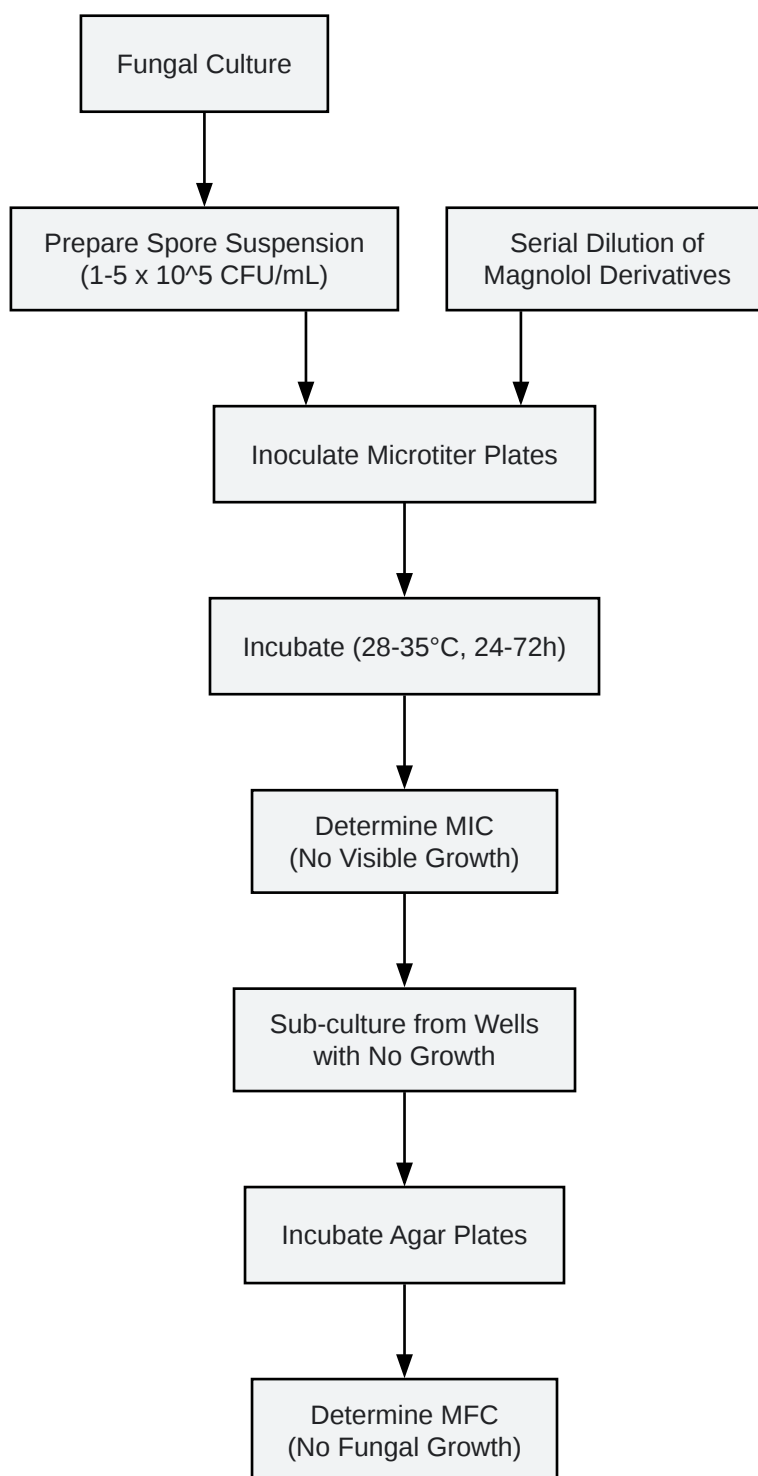 Fungal Culture
Prepare Spore Suspension
(1-5 x 10^5 CFU/mL)
Serial Dilution of
Magnolol Derivatives
Inoculate Microtiter Plates
Incubate (28-35°C, 24-72h)
Determine MIC
(No Visible Growth)
Sub-culture from Wells
with No Growth
Incubate Agar Plates
Determine MFC
(No Fungal Growth)